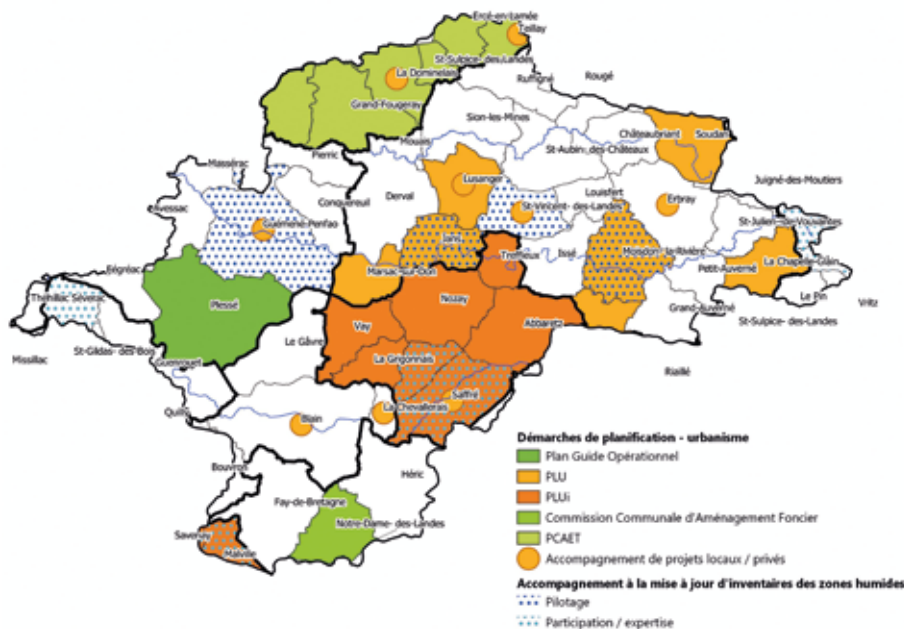 Ercé-en-Lamée
Teillay
St-Sulpice- des-Landes
La Dominelais
Ruffigné
Rougé
Grand-Fougeray
Sion-les-Mines
Châteaubriant
Soudan
Mouais
St-Aubin- des-Châteaux
Pierric
Massérac
Juigné-des-Moutiers
Lusanger
Louisfert
Erbray
Conquereuil
Derval
Avessac
St-Vincent- des-Landes
St-Julien-de-Vouvantes
Guémené-Penfao
Jans
Treffieux
Issé
Moisdon-la-Rivière
La Chapelle-Glain
Petit-Auverné
Marsac-sur-Don
Fégréac
Le Pin
Vritz
Théhillac Sévérac
Plessé
Nozay
Grand-Auverné
St-Sulpice- des-Landes
Vay
Abbaretz
St-Gildas- des-Bois
Le Gâvre
Missillac
Guenrouet
La Grigonnais
Riaillé
Saffré
Quilly
La Chevallerais
Blain
Bouvron
Héric
Fay-de-Bretagne
Notre-Dame- des-Landes
Savenay
Malville
Démarches de planification - urbanisme
Plan Guide Opérationnel
PLU
PLUi
Commission Communale d'Aménagement Foncier
PCAET
Accompagnement de projets locaux / privés
Accompagnement à la mise à jour d'inventaires des zones humides
Pilotage
Participation / expertise